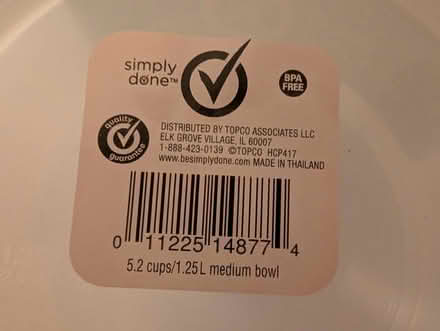 simply
done™
BPA
FREE
quality
guarantee
DISTRIBUTED BY TOPCO ASSOCIATES LLC
ELK GROVE VILLAGE, IL 60007
1-888-423-0139 ©TOPCO HCP417
www.besimplydone.com MADE IN THAILAND
0 11225 14877 4
5.2 cups/1.25L medium bowl